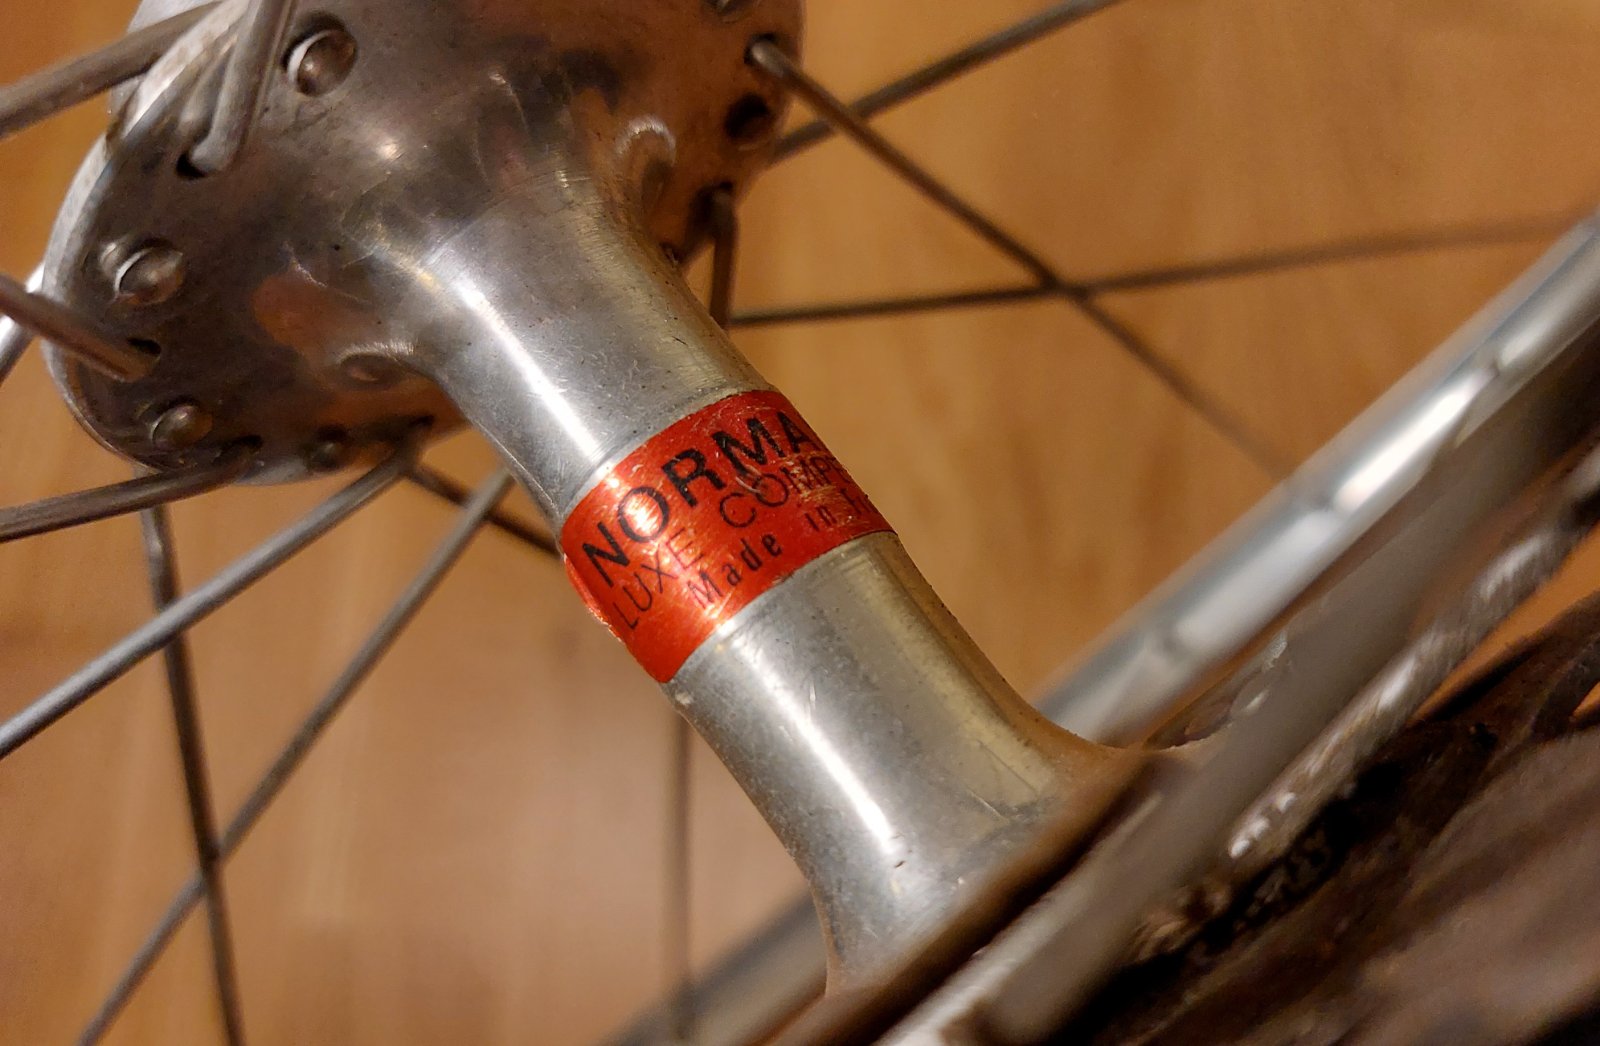 NORMA
LUXE COMP
Made in